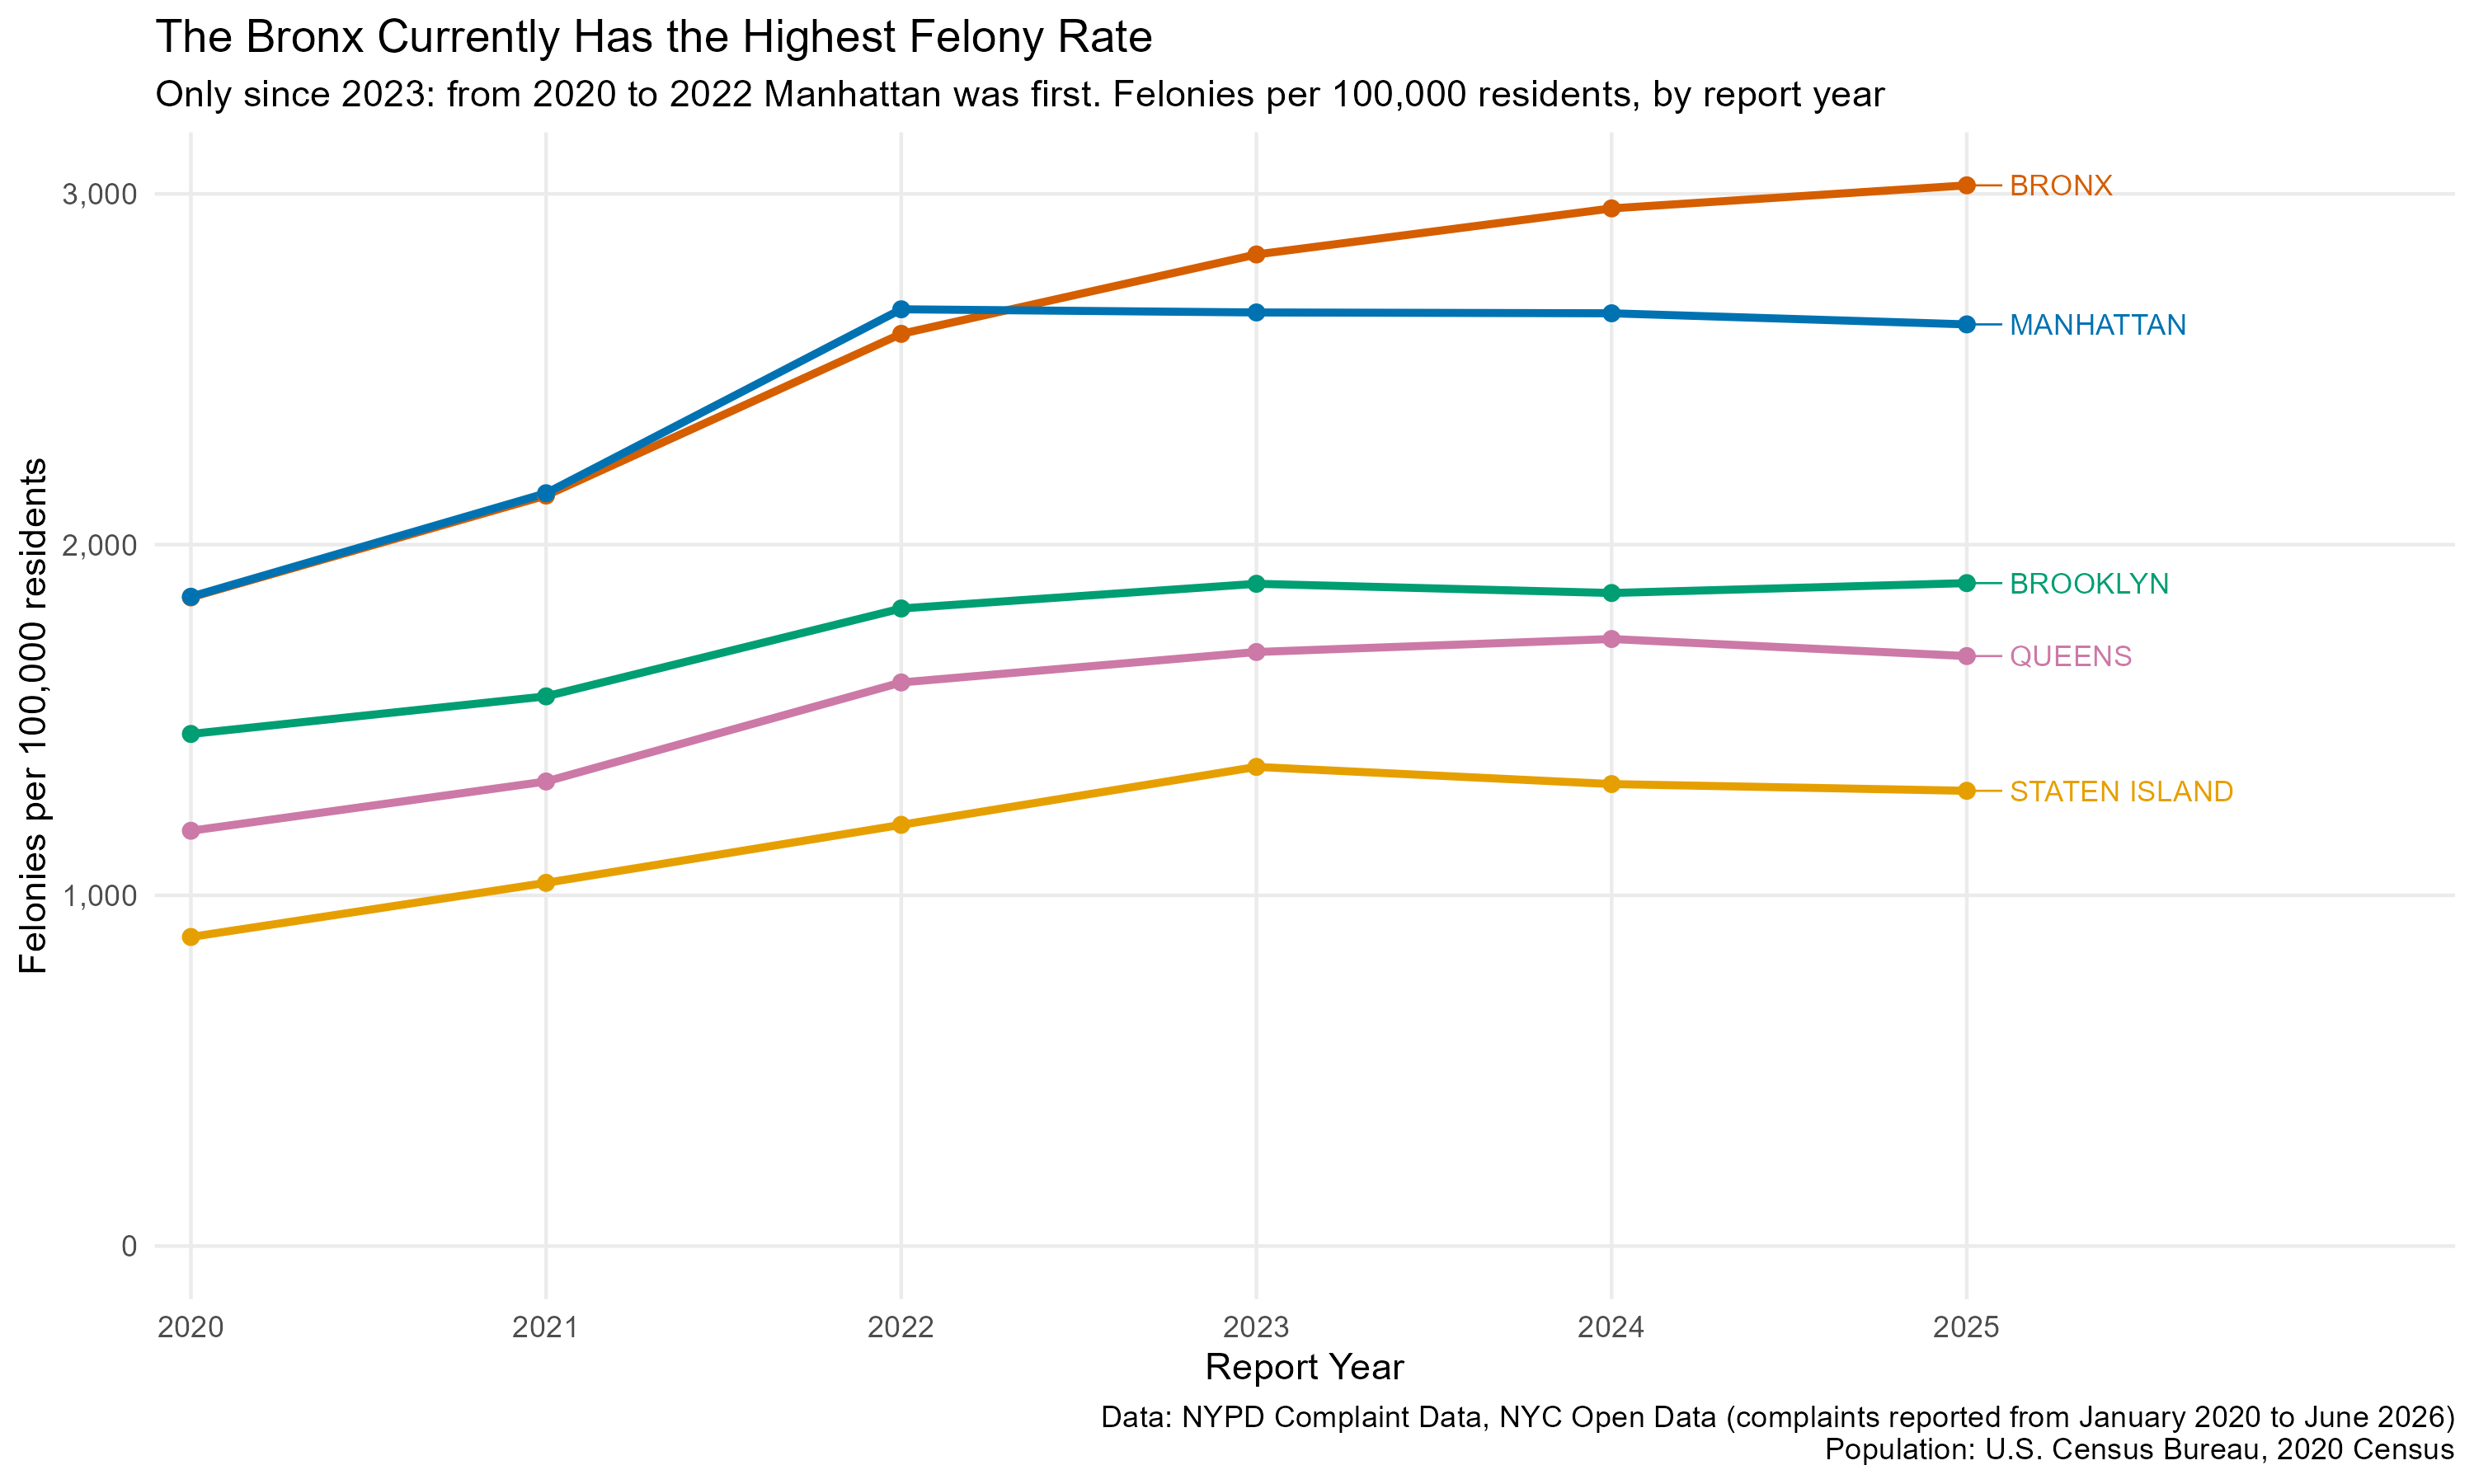 The Bronx Currently Has the Highest Felony Rate
Only since 2023: from 2020 to 2022 Manhattan was first. Felonies per 100,000 residents, by report year
Felonies per 100,000 residents
3,000
2,000
1,000
0
BRONX
MANHATTAN
BROOKLYN
QUEENS
STATEN ISLAND
2020
2021
2022
2023
2024
2025
Report Year
Data: NYPD Complaint Data, NYC Open Data (complaints reported from January 2020 to June 2026)
Population: U.S. Census Bureau, 2020 Census